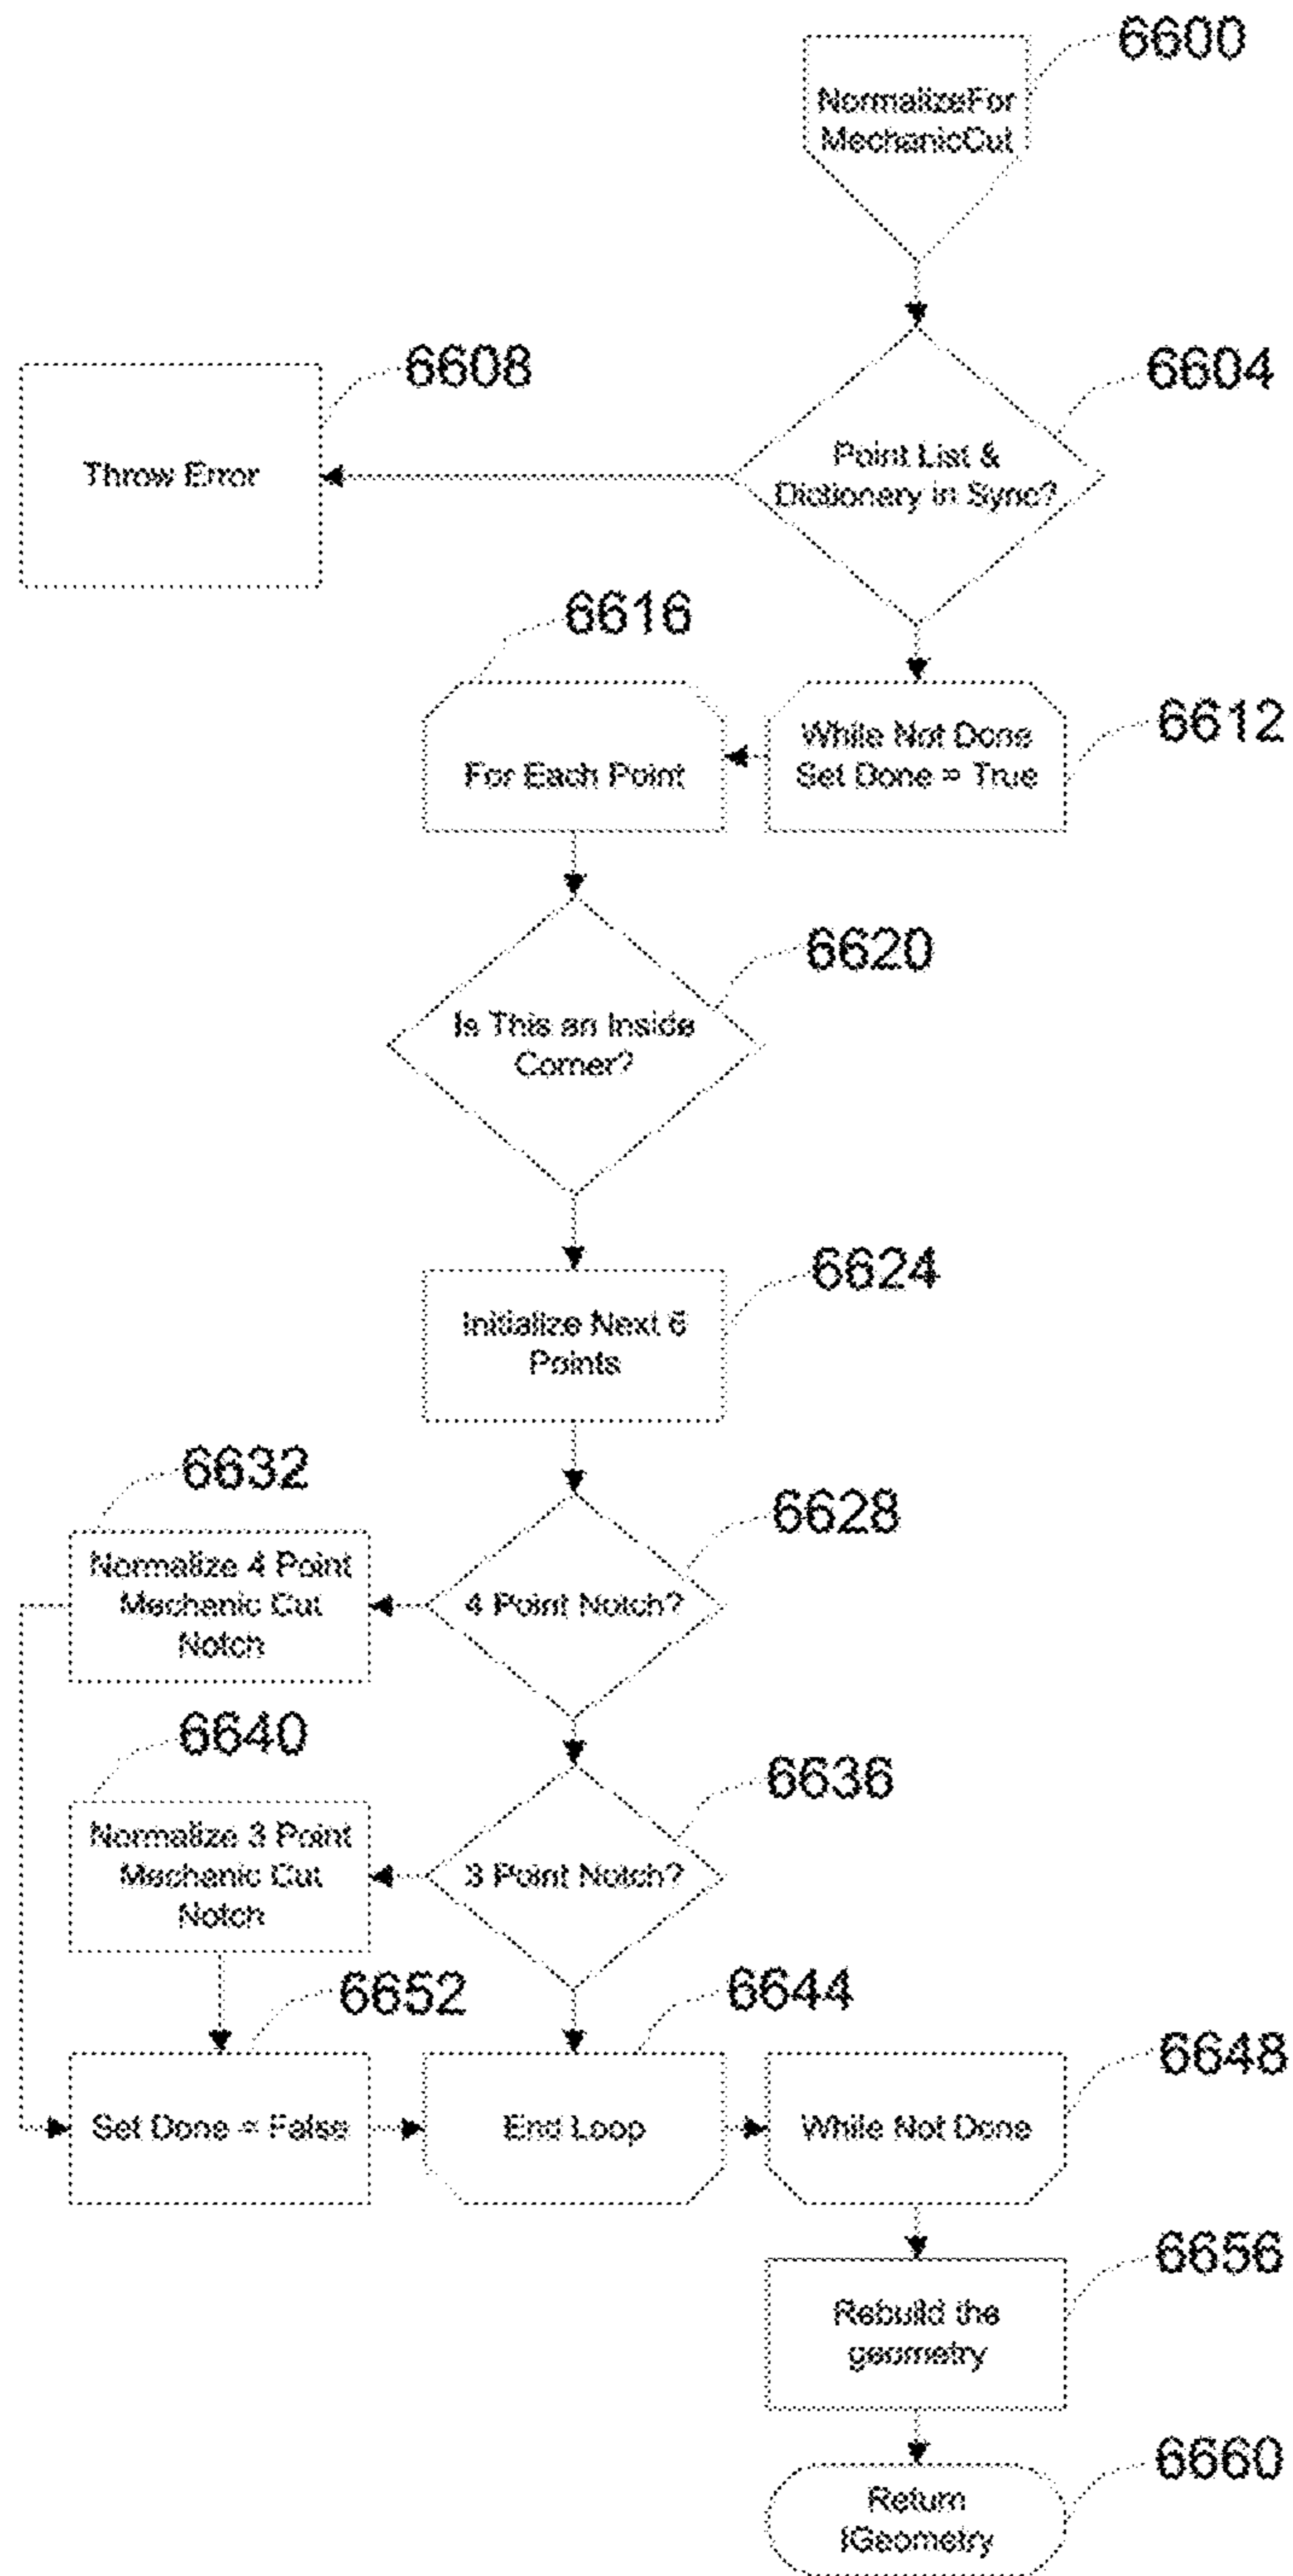 6600
NormalizeFor
MechanicCut
6608
6604
Throw Error
Point List &
Dictionary in Sync?
6616
6612
While Not Done
Set Done = True
For Each Point
6620
Is This an Inside
Corner?
6624
Initialize Next 6
Points
6632
6628
Normalize 4 Point
Mechanic Cut
Notch
4 Point Notch?
6640
6636
Normalize 3 Point
Mechanic Cut
Notch
3 Point Notch?
6652
6644
6648
Set Done = False
End Loop
While Not Done
6656
Rebuild the
geometry
6660
Return
IGeometry